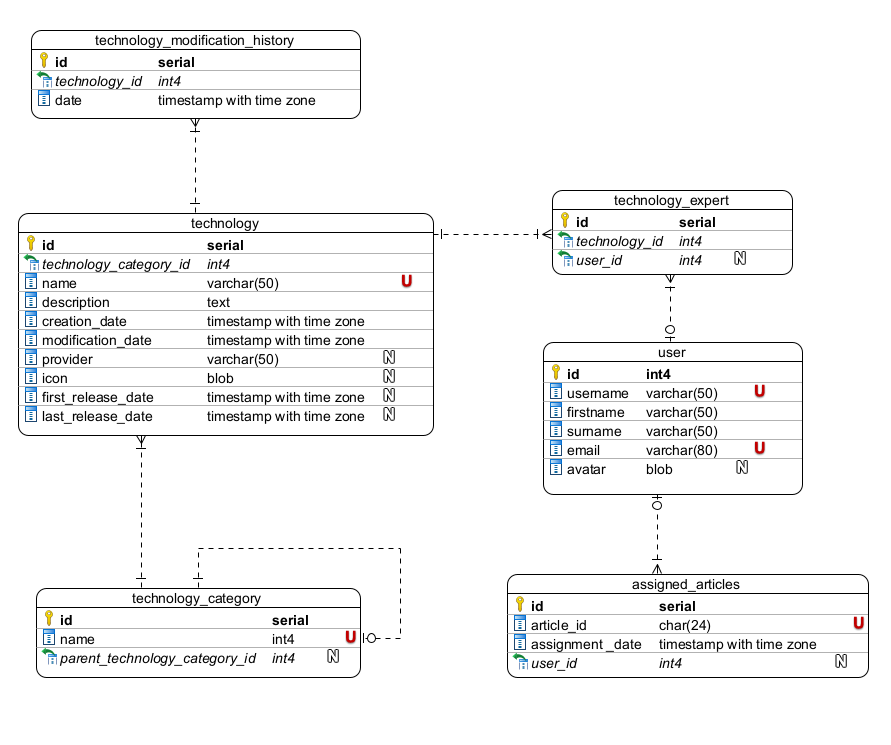 technology_modification_history
id serial
technology_id int4
date timestamp with time zone
technology_expert
id serial
technology_id int4
user_id int4 N
technology
id serial
technology_category_id int4
name varchar(50) U
description text
creation_date timestamp with time zone
modification_date timestamp with time zone
provider varchar(50) N
icon blob N
first_release_date timestamp with time zone N
last_release_date timestamp with time zone N
user
id int4
username varchar(50) U
firstname varchar(50)
surname varchar(50)
email varchar(80) U
avatar blob N
technology_category
id serial
name int4 U
parent_technology_category_id int4 N
assigned_articles
id serial
article_id char(24) U
assignment _date timestamp with time zone
user_id int4 N